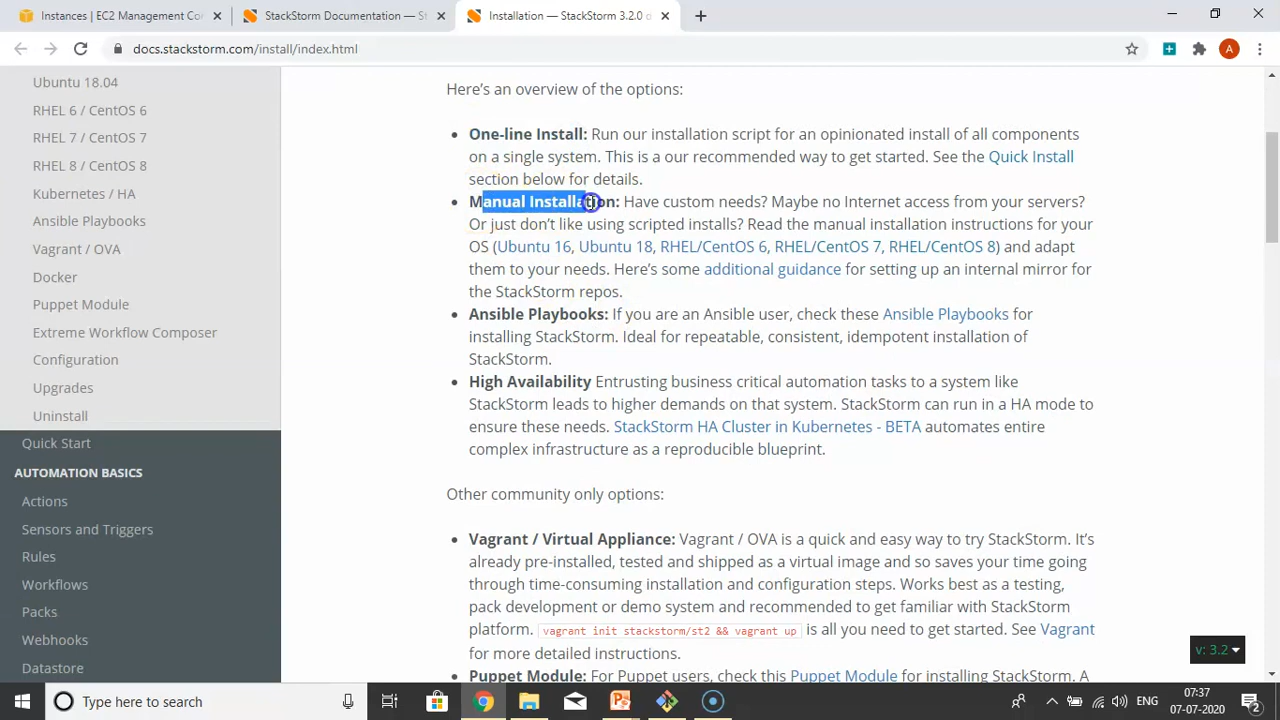 Instances | EC2 Management Con
StackStorm Documentation — St
Installation — StackStorm 3.2.0 d
docs.stackstorm.com/install/index.html
A
Ubuntu 18.04
RHEL 6 / CentOS 6
RHEL 7 / CentOS 7
RHEL 8 / CentOS 8
Kubernetes / HA
Ansible Playbooks
Vagrant / OVA
Docker
Puppet Module
Extreme Workflow Composer
Configuration
Upgrades
Uninstall
Quick Start
AUTOMATION BASICS
Actions
Sensors and Triggers
Rules
Workflows
Packs
Webhooks
Datastore
Here’s an overview of the options:
One-line Install: Run our installation script for an opinionated install of all components
on a single system. This is a our recommended way to get started. See the Quick Install
section below for details.
Manual Installation: Have custom needs? Maybe no Internet access from your servers?
Or just don’t like using scripted installs? Read the manual installation instructions for your
OS (Ubuntu 16, Ubuntu 18, RHEL/CentOS 6, RHEL/CentOS 7, RHEL/CentOS 8) and adapt
them to your needs. Here’s some additional guidance for setting up an internal mirror for
the StackStorm repos.
Ansible Playbooks: If you are an Ansible user, check these Ansible Playbooks for
installing StackStorm. Ideal for repeatable, consistent, idempotent installation of
StackStorm.
High Availability Entrusting business critical automation tasks to a system like
StackStorm leads to higher demands on that system. StackStorm can run in a HA mode to
ensure these needs. StackStorm HA Cluster in Kubernetes - BETA automates entire
complex infrastructure as a reproducible blueprint.
Other community only options:
Vagrant / Virtual Appliance: Vagrant / OVA is a quick and easy way to try StackStorm. It’s
already pre-installed, tested and shipped as a virtual image and so saves your time going
through time-consuming installation and configuration steps. Works best as a testing,
pack development or demo system and recommended to get familiar with StackStorm
platform. vagrant init stackstorm/st2 && vagrant up is all you need to get started. See Vagrant
for more detailed instructions.
Puppet Module: For Puppet users, check this Puppet Module for installing StackStorm. A
v: 3.2
Type here to search
ENG
07:37
07-07-2020
2